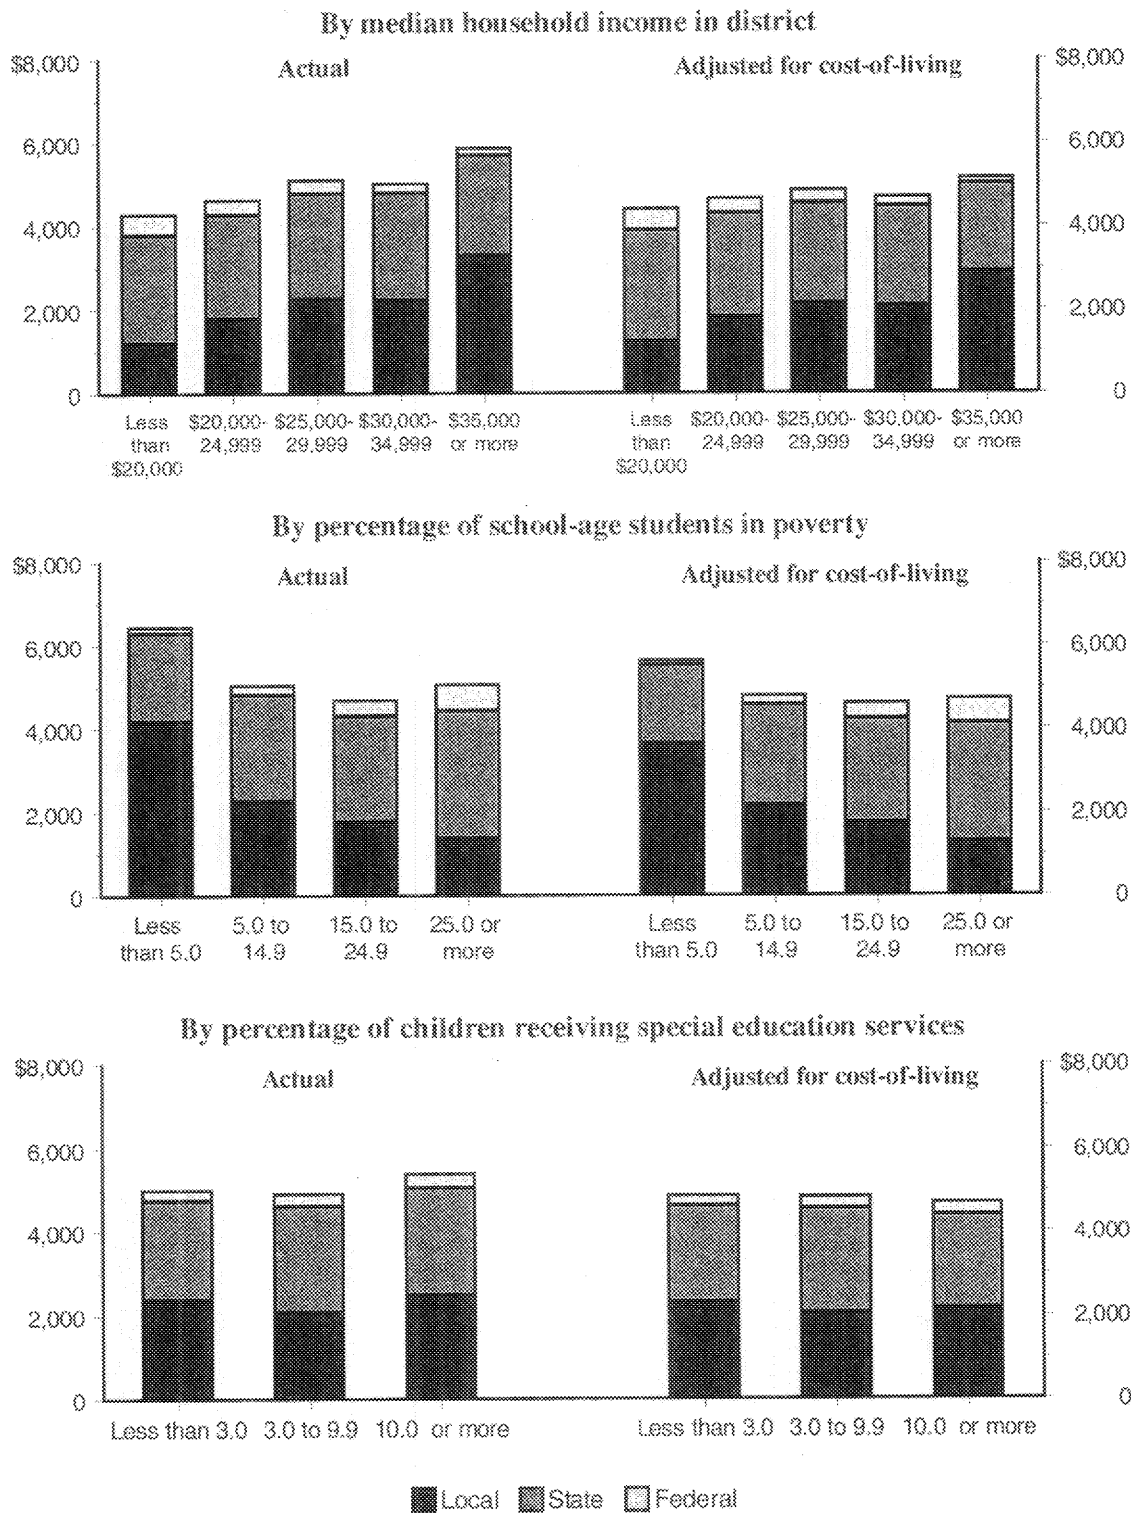 By median household income in district
Actual
Adjusted for cost-of-living
$8,000
6,000
4,000
2,000
0
$8,000
6,000
4,000
2,000
0
Less than $20,000
$20,000-24,999
$25,000-29,999
$30,000-34,999
$35,000 or more
Less than $20,000
$20,000-24,999
$25,000-29,999
$30,000-34,999
$35,000 or more
By percentage of school-age students in poverty
Actual
Adjusted for cost-of-living
$8,000
6,000
4,000
2,000
0
$8,000
6,000
4,000
2,000
0
Less than 5.0
5.0 to 14.9
15.0 to 24.9
25.0 or more
Less than 5.0
5.0 to 14.9
15.0 to 24.9
25.0 or more
By percentage of children receiving special education services
Actual
Adjusted for cost-of-living
$8,000
6,000
4,000
2,000
0
$8,000
6,000
4,000
2,000
0
Less than 3.0
3.0 to 9.9
10.0 or more
Less than 3.0
3.0 to 9.9
10.0 or more
Local State Federal